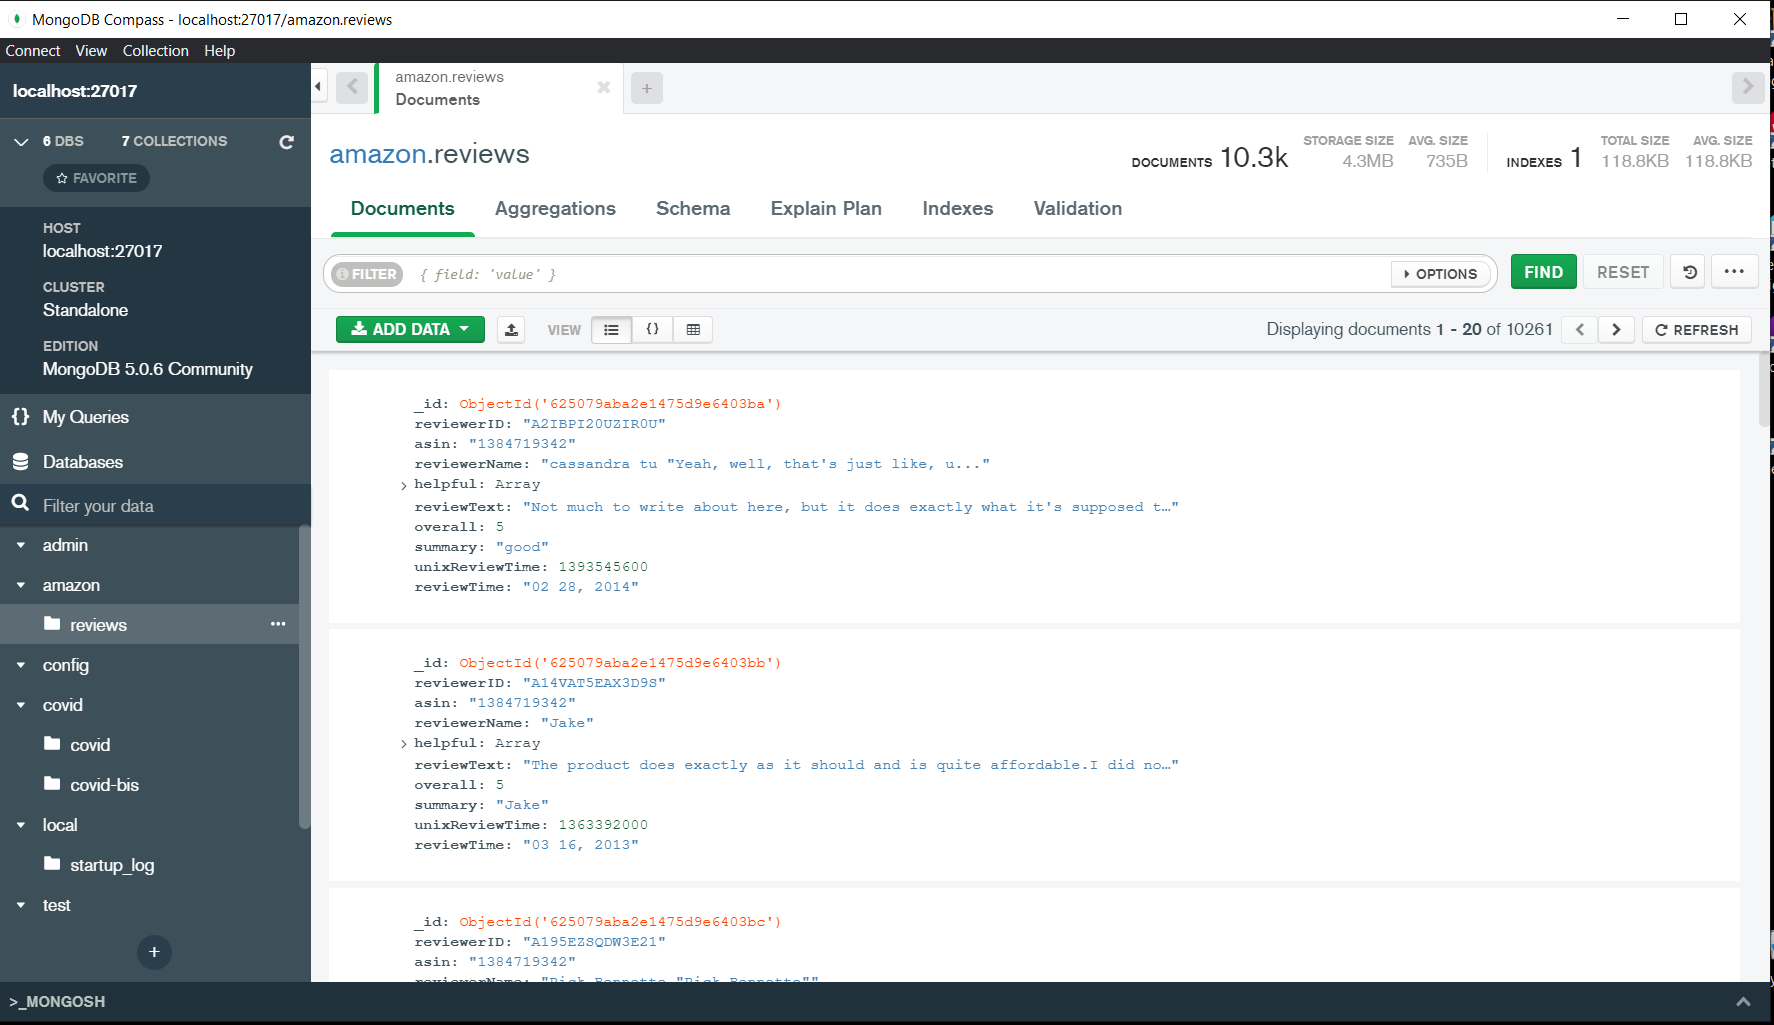 MongoDB Compass - localhost:27017/amazon.reviews
Connect View Collection Help
localhost:27017
6 DBS 7 COLLECTIONS
FAVORITE
HOST
localhost:27017
CLUSTER
Standalone
EDITION
MongoDB 5.0.6 Community
{} My Queries
Databases
Filter your data
admin
amazon
reviews
config
covid
covid
covid-bis
local
startup_log
test
+
>_MONGOSH
amazon.reviews
Documents
+
amazon.reviews
DOCUMENTS 10.3k
STORAGE SIZE
4.3MB
AVG. SIZE
735B
INDEXES 1
TOTAL SIZE
118.8KB
AVG. SIZE
118.8KB
Documents Aggregations Schema Explain Plan Indexes Validation
FILTER { field: 'value' } OPTIONS FIND RESET
ADD DATA VIEW {} Displaying documents 1 - 20 of 10261 REFRESH
_id: ObjectId('625079aba2e1475d9e6403ba')
reviewerID: "A2IBPI20UZIR0U"
asin: "1384719342"
reviewerName: "cassandra tu "Yeah, well, that's just like, u..."
helpful: Array
reviewText: "Not much to write about here, but it does exactly what it's supposed t…"
overall: 5
summary: "good"
unixReviewTime: 1393545600
reviewTime: "02 28, 2014"
_id: ObjectId('625079aba2e1475d9e6403bb')
reviewerID: "A14VAT5EAX3D9S"
asin: "1384719342"
reviewerName: "Jake"
helpful: Array
reviewText: "The product does exactly as it should and is quite affordable.I did no…"
overall: 5
summary: "Jake"
unixReviewTime: 1363392000
reviewTime: "03 16, 2013"
_id: ObjectId('625079aba2e1475d9e6403bc')
reviewerID: "A195EZSQDW3E21"
asin: "1384719342"